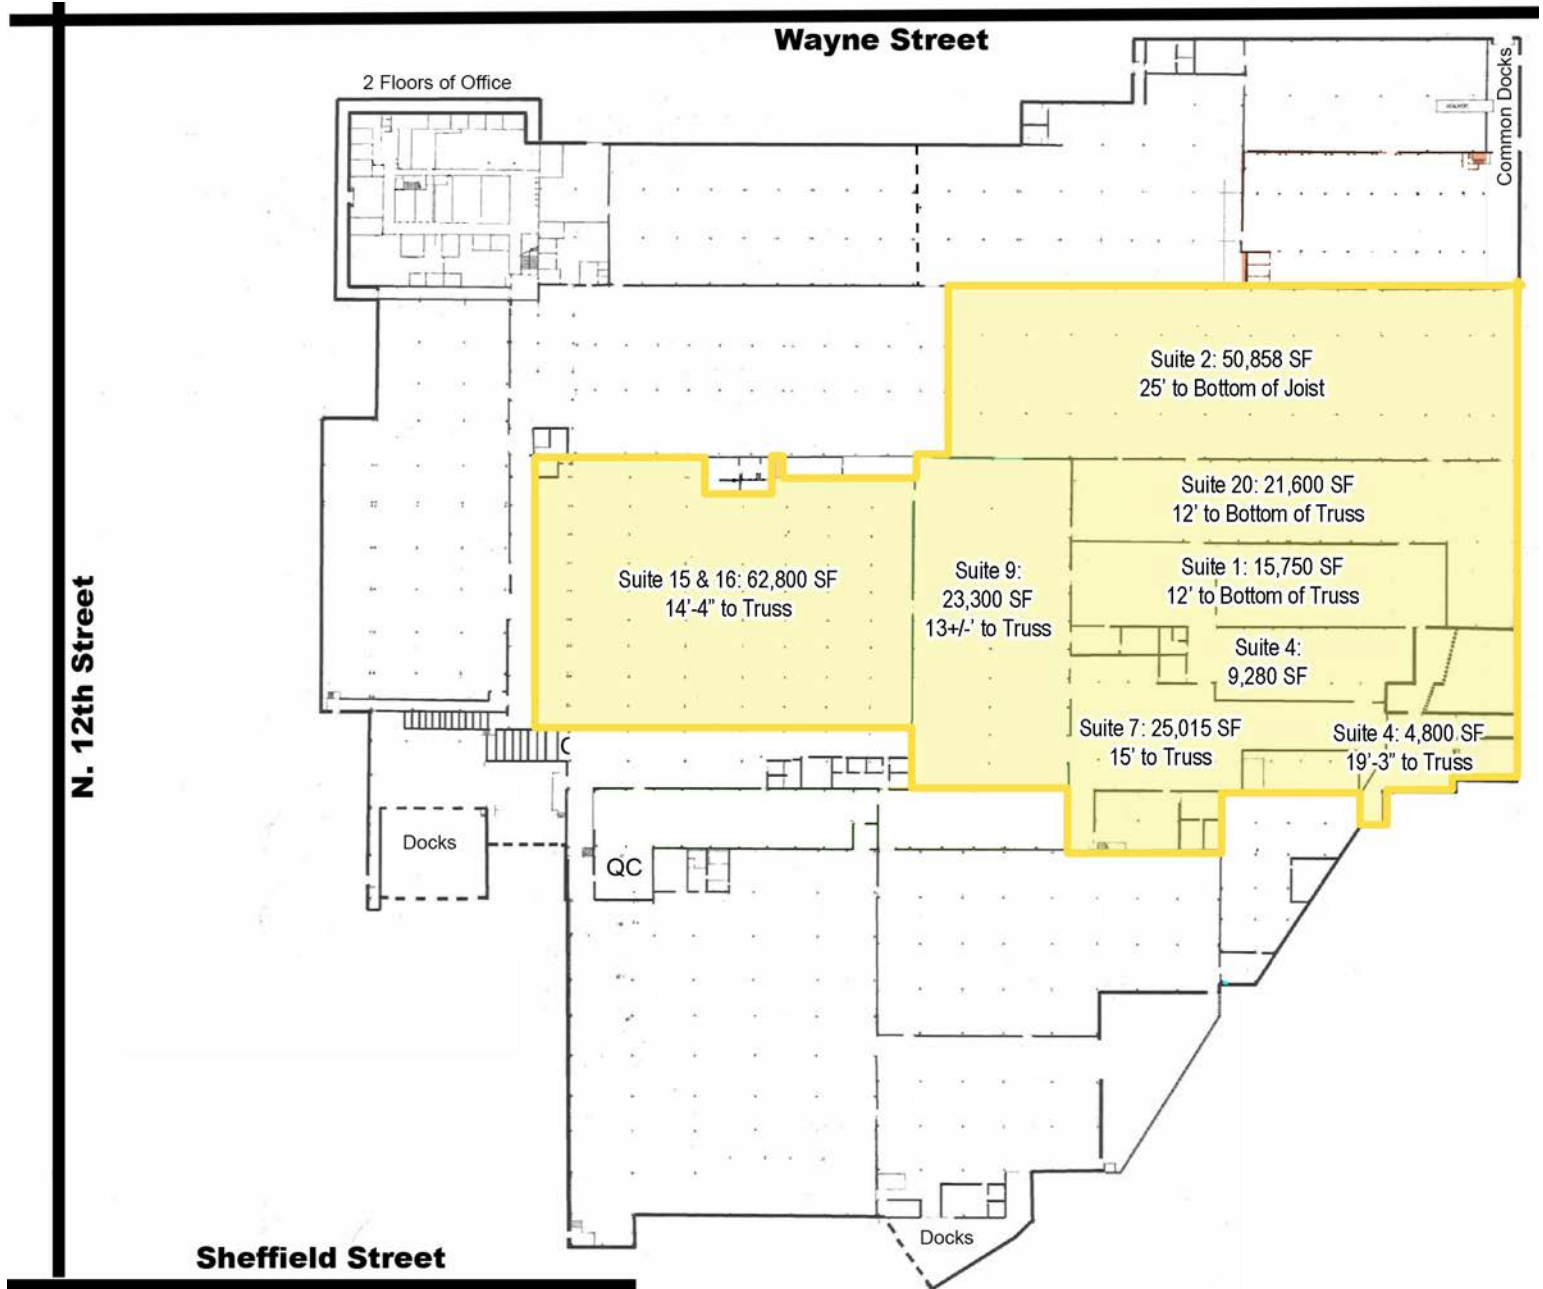 Wayne Street
2 Floors of Office
Common Docks
Suite 2: 50,858 SF
25' to Bottom of Joist
Suite 20: 21,600 SF
12' to Bottom of Truss
Suite 1: 15,750 SF
12' to Bottom of Truss
Suite 15 & 16: 62,800 SF
14'-4" to Truss
Suite 9:
23,300 SF
13+/-' to Truss
Suite 4:
9,280 SF
Suite 7: 25,015 SF
15' to Truss
Suite 4: 4,800 SF
19'-3" to Truss
N. 12th Street
Docks
QC
Docks
Sheffield Street